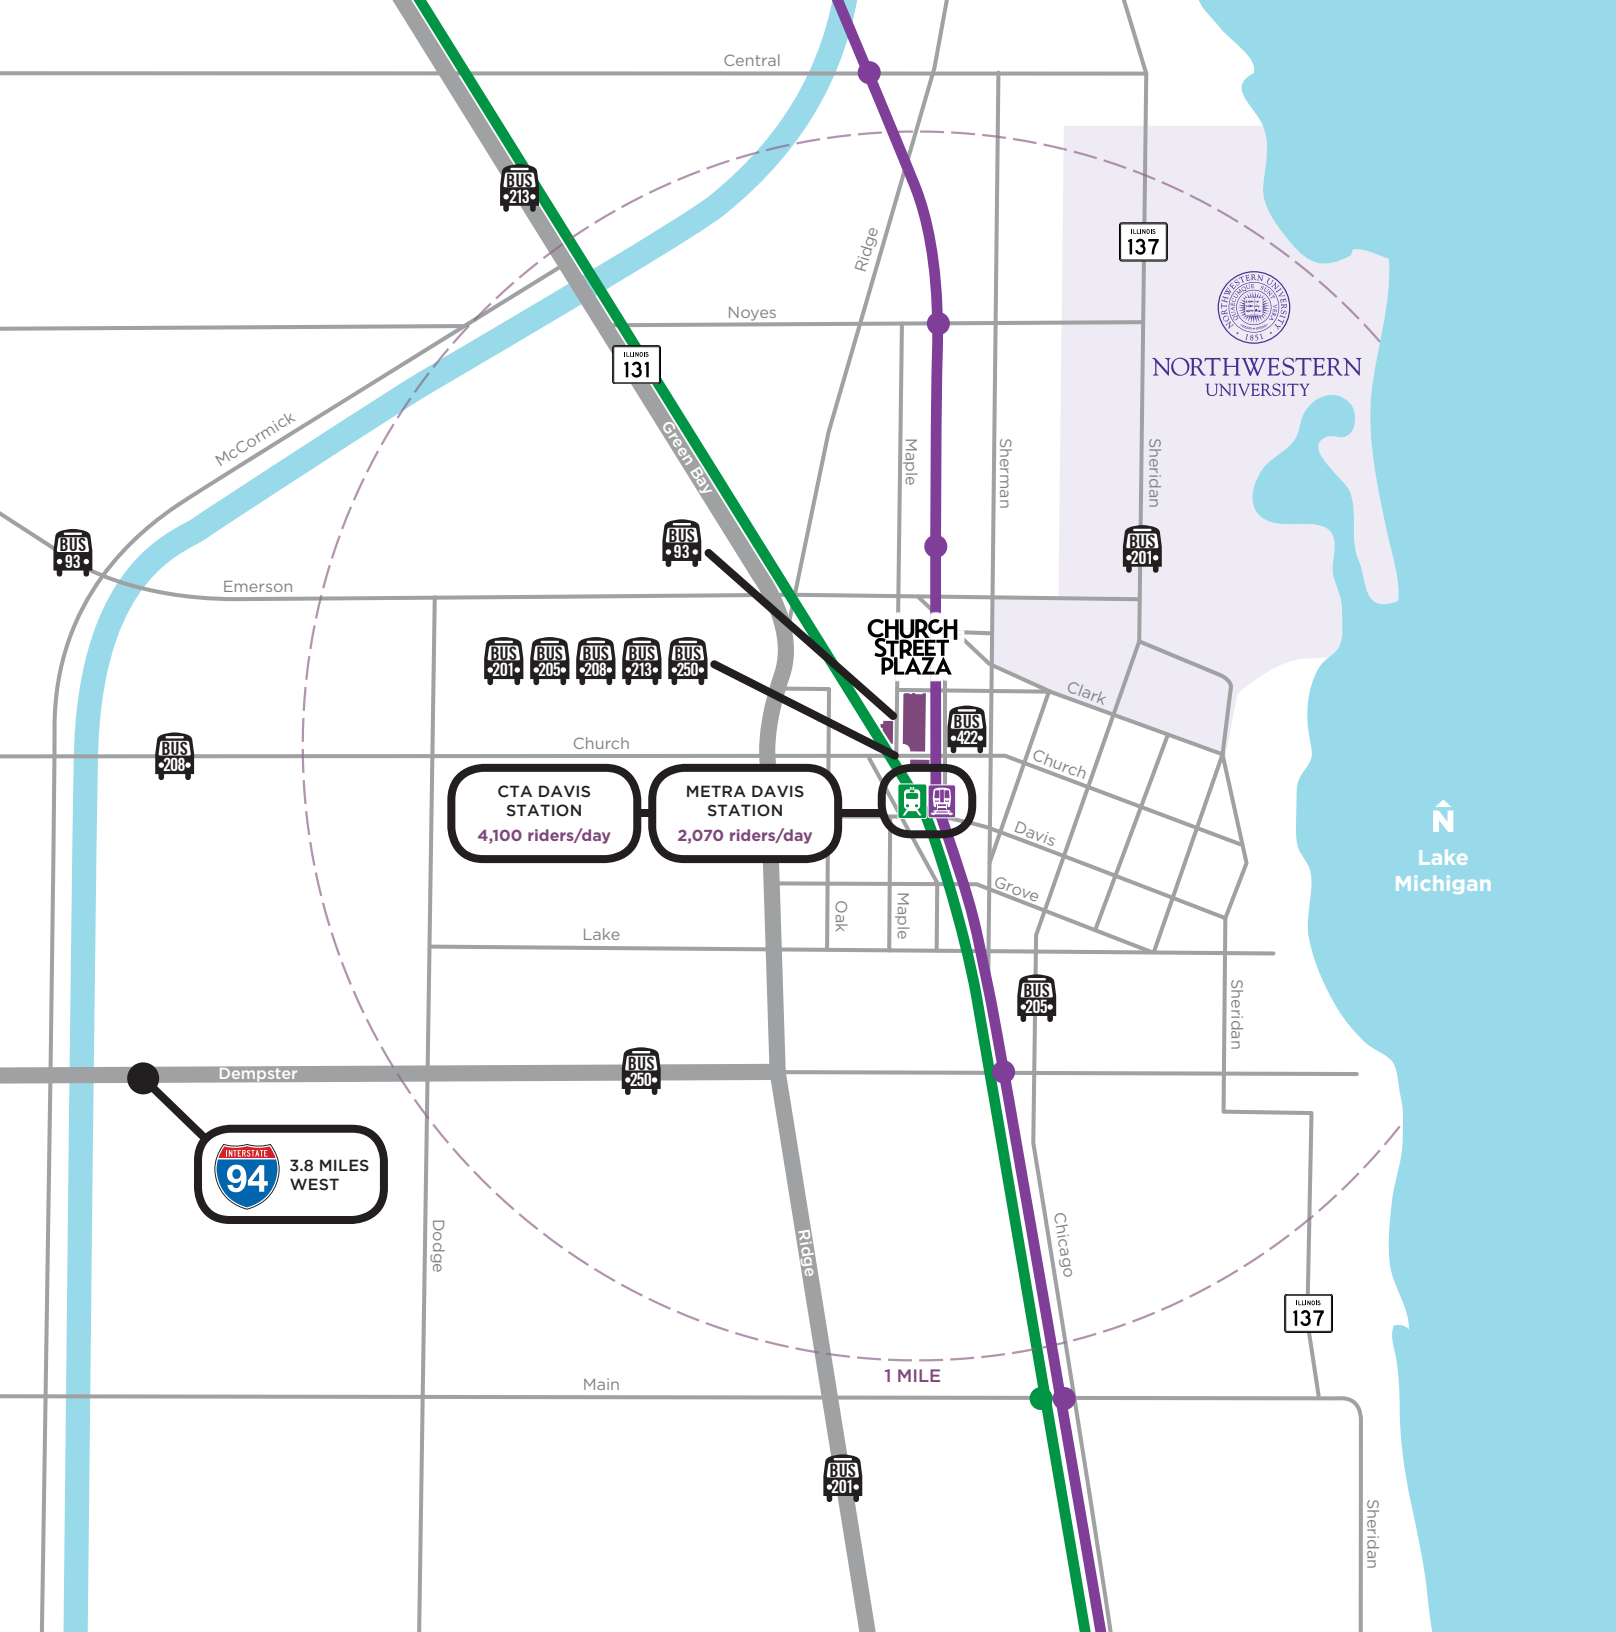 Central
BUS
213
ILLINOIS
137
Ridge
NORTHWESTERN UNIVERSITY
1851
NORTHWESTERN
UNIVERSITY
Noyes
ILLINOIS
131
McCormick
Green Bay
Maple
Sherman
Sheridan
BUS
93
BUS
93
BUS
201
Emerson
CHURCH
STREET
PLAZA
BUS
201
BUS
205
BUS
208
BUS
213
BUS
250
Clark
BUS
422
Church
BUS
208
Church
CTA DAVIS
STATION
4,100 riders/day
METRA DAVIS
STATION
2,070 riders/day
Davis
N
Lake
Michigan
Grove
Oak
Maple
Lake
BUS
205
Sheridan
Dempster
BUS
250
INTERSTATE
94
3.8 MILES
WEST
Dodge
Ridge
Chicago
ILLINOIS
137
1 MILE
Main
BUS
201
Sheridan